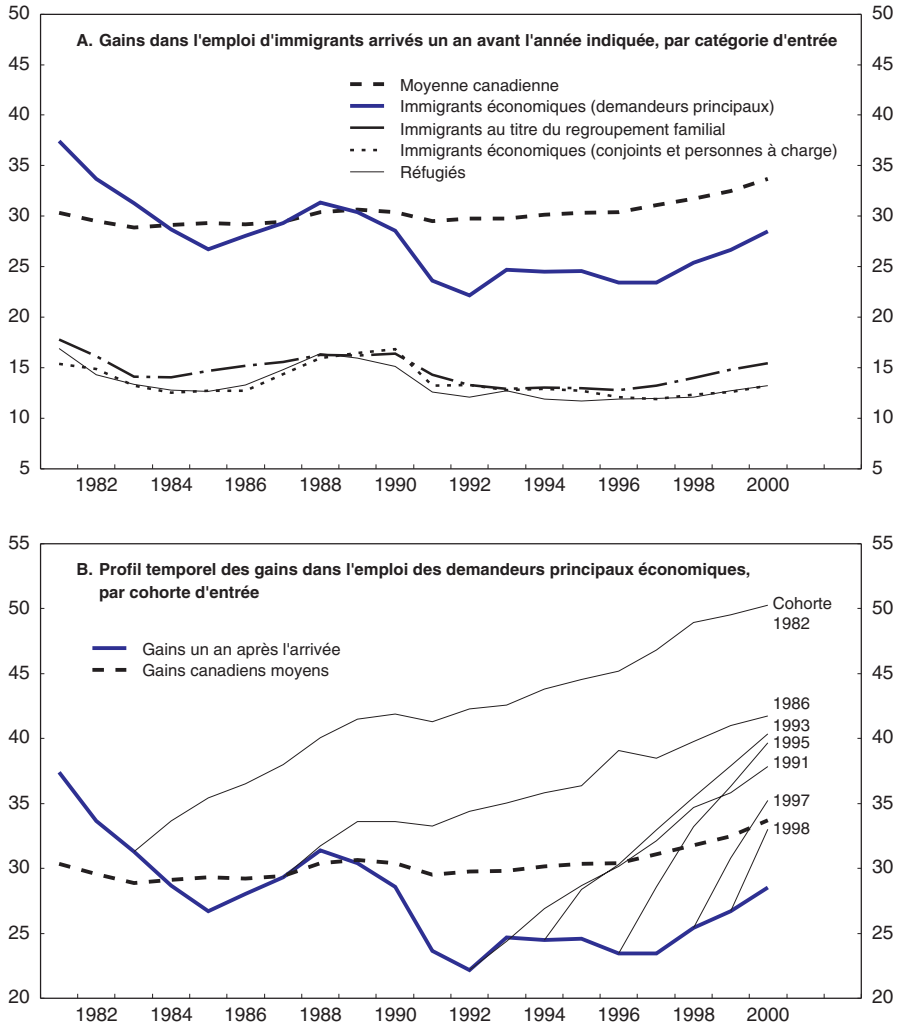 A. Gains dans l'emploi d'immigrants arrivés un an avant l'année indiquée, par catégorie d'entrée
Moyenne canadienne
Immigrants économiques (demandeurs principaux)
Immigrants au titre du regroupement familial
Immigrants économiques (conjoints et personnes à charge)
Réfugiés
50 50
45 45
40 40
35 35
30 30
25 25
20 20
15 15
10 10
5 5
1982 1984 1986 1988 1990 1992 1994 1996 1998 2000
B. Profil temporel des gains dans l'emploi des demandeurs principaux économiques,
par cohorte d'entrée
Gains un an après l'arrivée
Gains canadiens moyens
Cohorte
1982
1986
1993
1995
1991
1997
1998
55 55
50 50
45 45
40 40
35 35
30 30
25 25
20 20
1982 1984 1986 1988 1990 1992 1994 1996 1998 2000